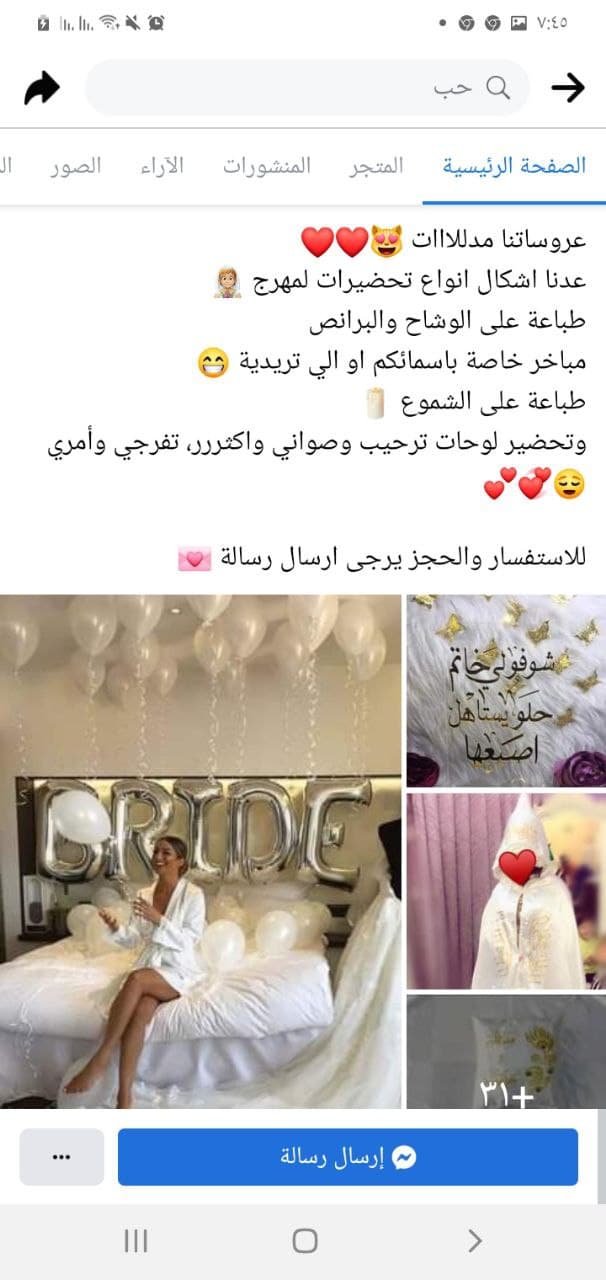 ٧:٤٥
حب
الصفحة الرئيسية
المتجر
المنشورات
الآراء
الصور
الـ
عروساتنا مدللاااات 😻❤️❤️
عدنا اشكال انواع تحضيرات لمهرج 👰🏼
طباعة على الوشاح والبرانص
مباخر خاصة باسمائكم او الي تريدية 😁
طباعة على الشموع 🕯️
وتحضير لوحات ترحيب وصواني واكثررر، تفرجي وأمري
😌💞💕
للاستفسار والحجز يرجى ارسال رسالة 💌
BRIDE
شوفولي خاتم
حلو يستاهل
اصبعها
+٣١
إرسال رسالة